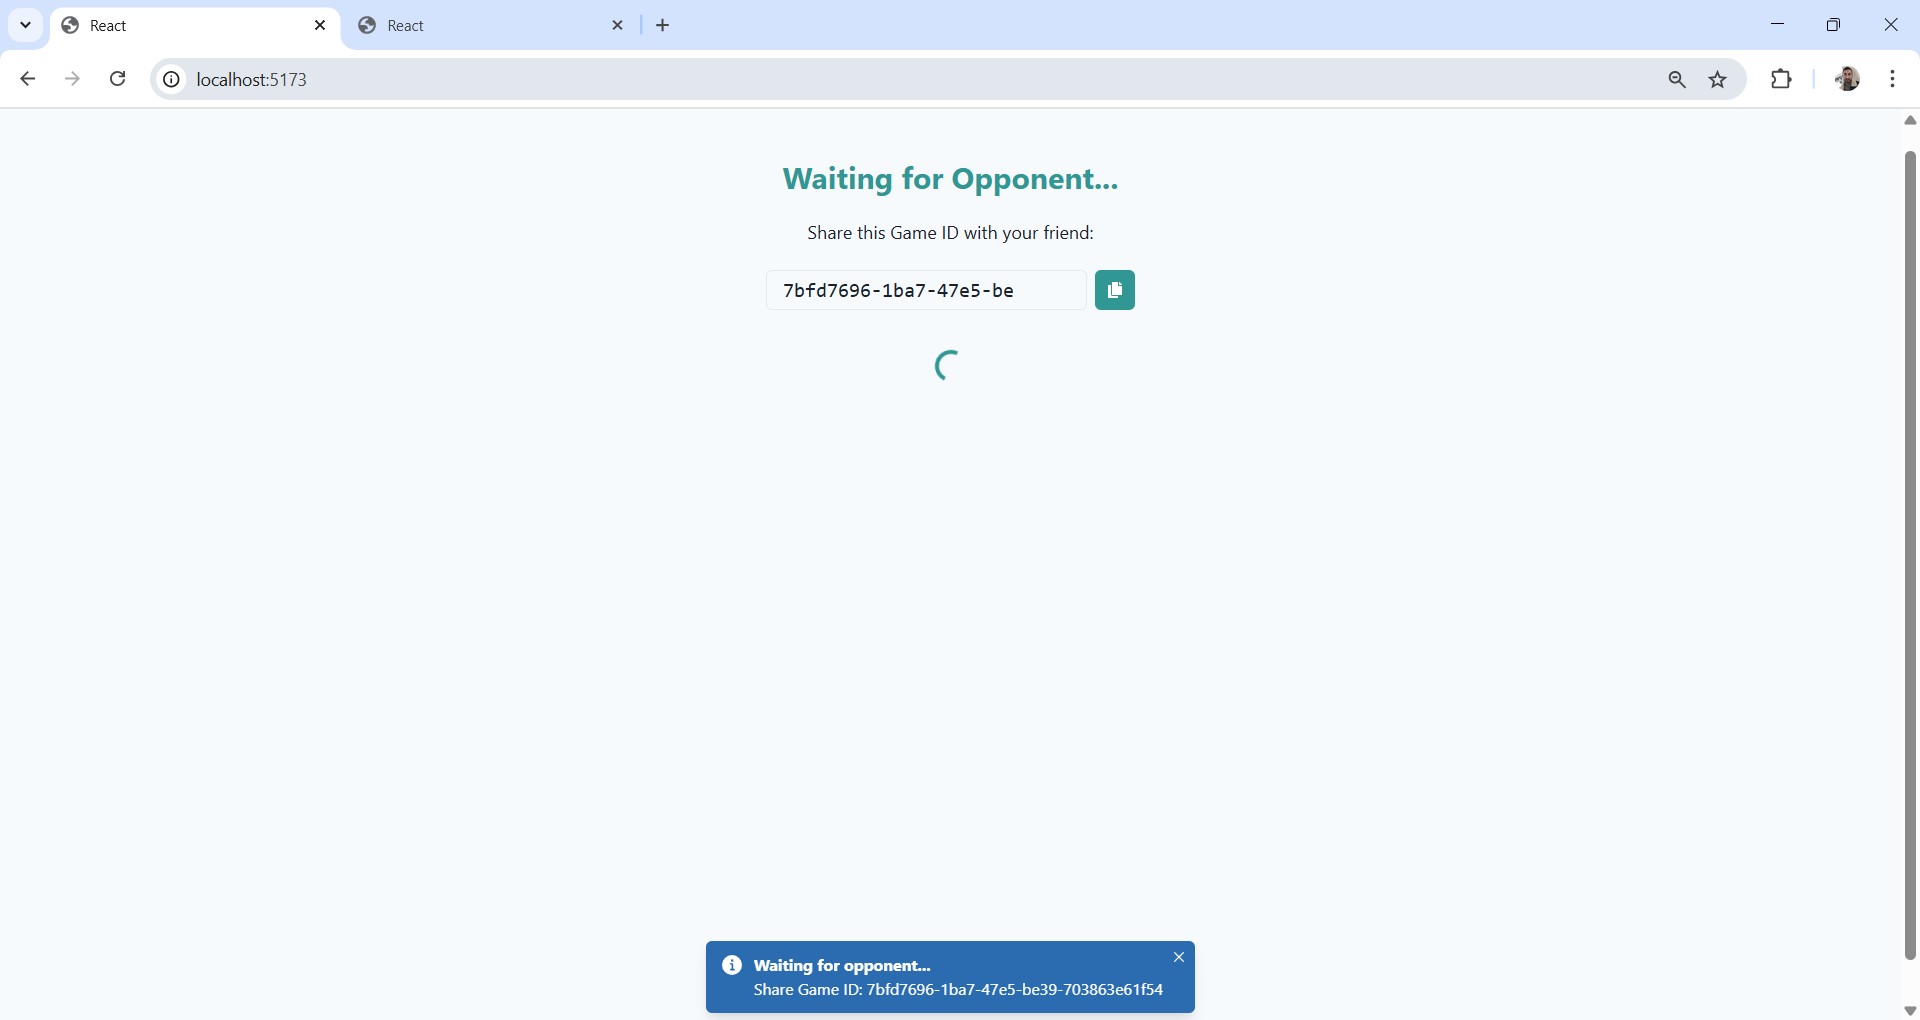 React
React
localhost:5173
Waiting for Opponent...
Share this Game ID with your friend:
7bfd7696-1ba7-47e5-be
Waiting for opponent...
Share Game ID: 7bfd7696-1ba7-47e5-be39-703863e61f54